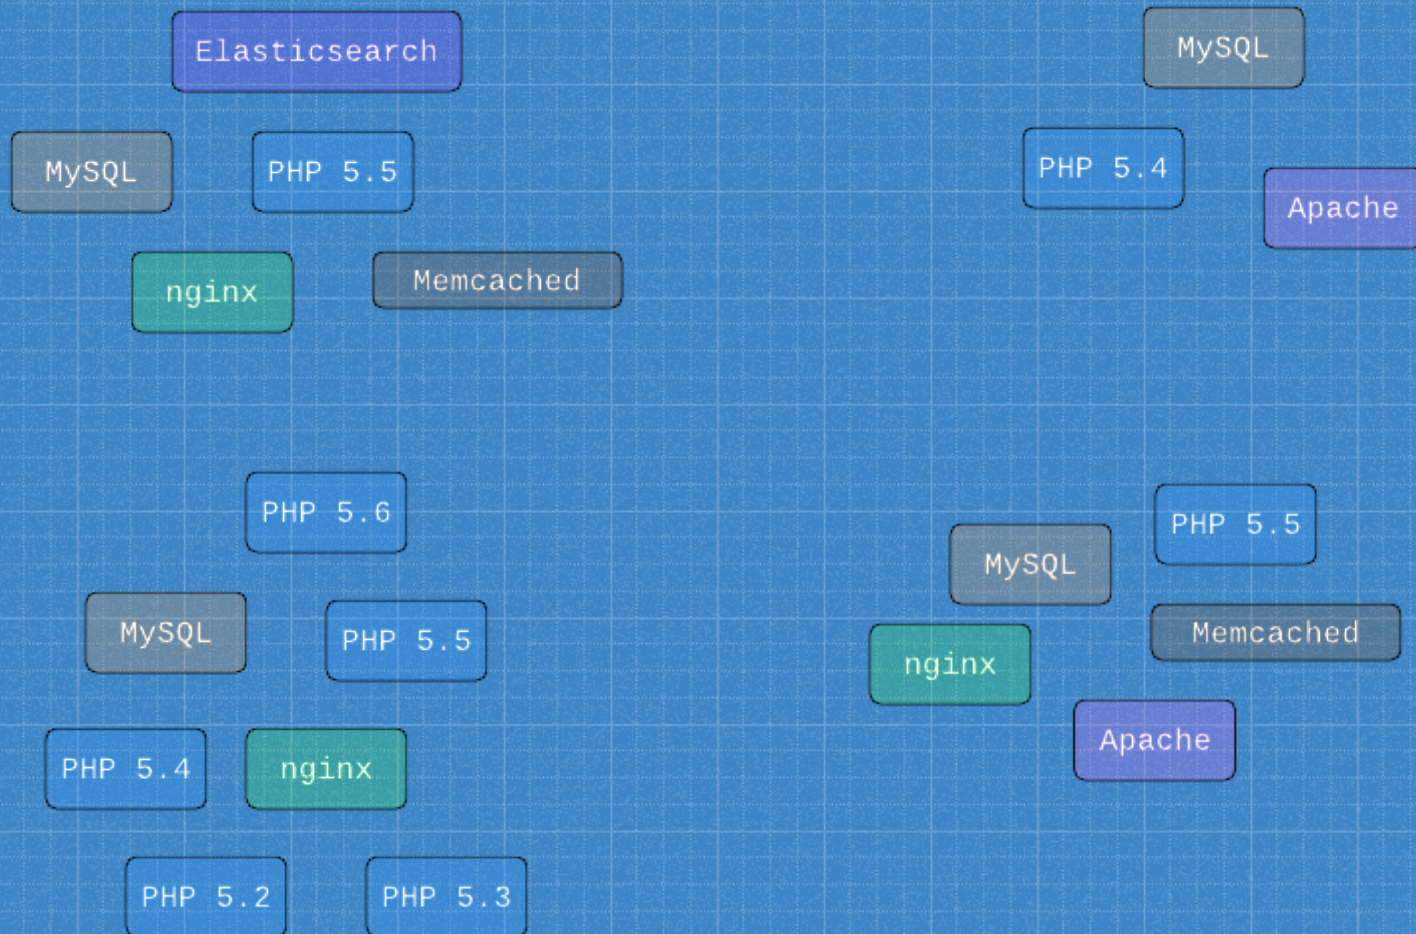 Elasticsearch
MySQL
PHP 5.5
nginx
Memcached
MySQL
PHP 5.4
Apache
PHP 5.6
MySQL
PHP 5.5
PHP 5.4
nginx
PHP 5.2
PHP 5.3
PHP 5.5
MySQL
Memcached
nginx
Apache